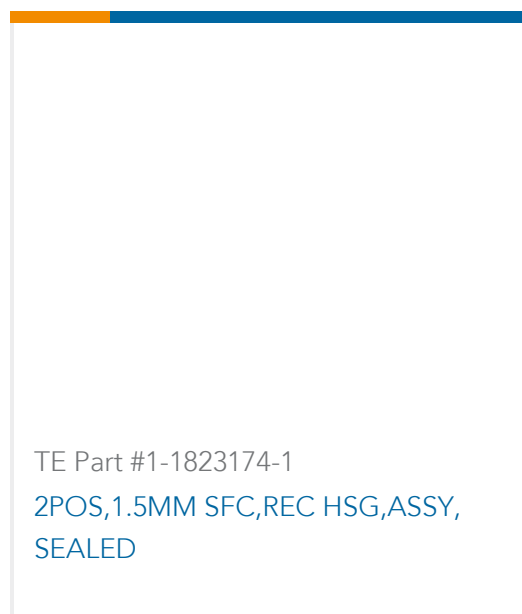 TE Part #1-1823174-1
2POS,1.5MM SFC,REC HSG,ASSY,
SEALED